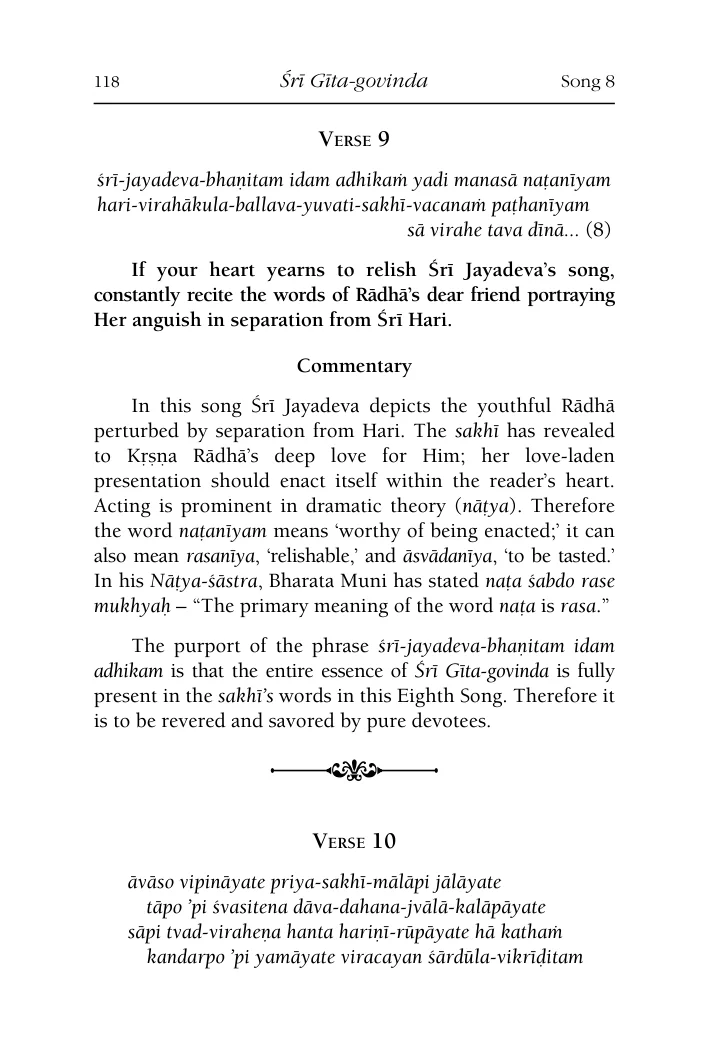 118 Śrī Gīta-govinda Song 8
Verse 9
śrī-jayadeva-bhaṇitam idam adhikaṁ yadi manasā naṭanīyam
hari-virahākula-ballava-yuvati-sakhī-vacanaṁ paṭhanīyam
sā virahe tava dīnā... (8)
If your heart yearns to relish Śrī Jayadeva’s song,
constantly recite the words of Rādhā’s dear friend portraying
Her anguish in separation from Śrī Hari.
Commentary
In this song Śrī Jayadeva depicts the youthful Rādhā
perturbed by separation from Hari. The sakhī has revealed
to Kṛṣṇa Rādhā’s deep love for Him; her love-laden
presentation should enact itself within the reader’s heart.
Acting is prominent in dramatic theory (nāṭya). Therefore
the word naṭanīyam means ‘worthy of being enacted;’ it can
also mean rasanīya, ‘relishable,’ and āsvādanīya, ‘to be tasted.’
In his Nāṭya-śāstra, Bharata Muni has stated naṭa śabdo rase
mukhyaḥ – “The primary meaning of the word naṭa is rasa.”
The purport of the phrase śrī-jayadeva-bhaṇitam idam
adhikam is that the entire essence of Śrī Gīta-govinda is fully
present in the sakhī’s words in this Eighth Song. Therefore it
is to be revered and savored by pure devotees.
Verse 10
āvāso vipināyate priya-sakhī-mālāpi jālāyate
tāpo ’pi śvasitena dāva-dahana-jvālā-kalāpāyate
sāpi tvad-viraheṇa hanta hariṇī-rūpāyate hā kathaṁ
kandarpo ’pi yamāyate viracayan śārdūla-vikrīḍitam